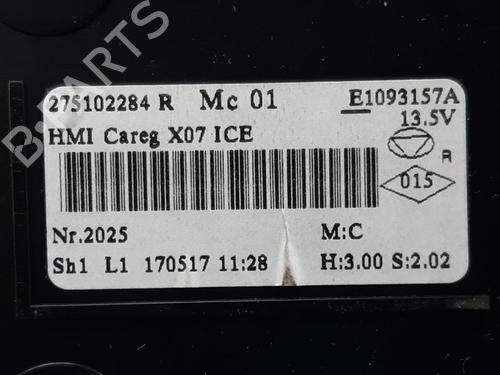 B-PARTS
275102284 R Mc 01 E1093157A
13.5V
HMI Careg X07 ICE
R
015
Nr.2025 M:C
Sh1 L1 170517 11:28 H:3.00 S:2.02